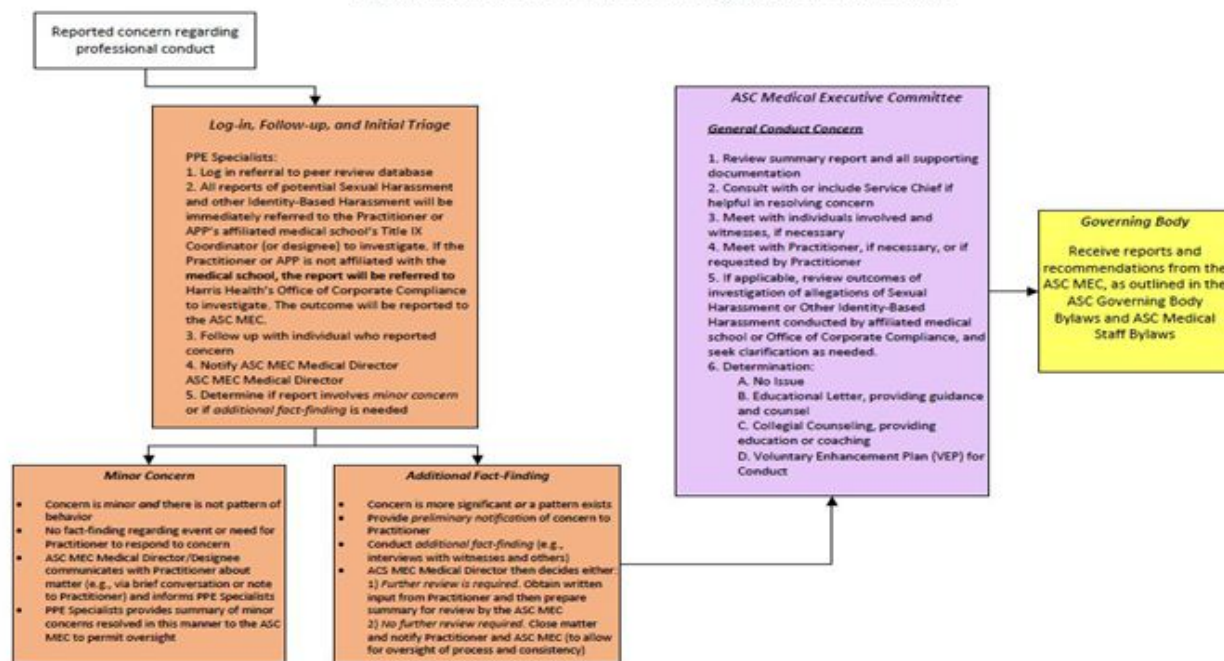 Reported concern regarding
professional conduct
Log-in, Follow-up, and Initial Triage
PPE Specialists:
1. Log in referral to peer review database
2. All reports of potential Sexual Harassment
and other Identity-Based Harassment will be
immediately referred to the Practitioner or
APP's affiliated medical school's Title IX
Coordinator (or designee) to investigate. If the
Practitioner or APP is not affiliated with the
medical school, the report will be referred to
Harris Health's Office of Corporate Compliance
to investigate. The outcome will be reported to
the ASC MEC.
3. Follow up with individual who reported
concern
4. Notify ASC MEC Medical Director
ASC MEC Medical Director
5. Determine if report involves minor concern
or if additional fact-finding is needed
Minor Concern
• Concern is minor and there is not pattern of
behavior
• No fact-finding regarding event or need for
Practitioner to respond to concern
• ASC MEC Medical Director/Designee
communicates with Practitioner about
matter (e.g., via brief conversation or note
to Practitioner) and informs PPE Specialists
• PPE Specialists provides summary of minor
concerns resolved in this manner to the ASC
MEC to permit oversight
Additional Fact-Finding
• Concern is more significant or a pattern exists
• Provide preliminary notification of concern to
Practitioner
• Conduct additional fact-finding (e.g.,
interviews with witnesses and others)
• ACS MEC Medical Director then decides either:
1) Further review is required. Obtain written
input from Practitioner and then prepare
summary for review by the ASC MEC
2) No further review required. Close matter
and notify Practitioner and ASC MEC (to allow
for oversight of process and consistency)
ASC Medical Executive Committee
General Conduct Concern
1. Review summary report and all supporting
documentation
2. Consult with or include Service Chief if
helpful in resolving concern
3. Meet with individuals involved and
witnesses, if necessary
4. Meet with Practitioner, if necessary, or if
requested by Practitioner
5. If applicable, review outcomes of
investigation of allegations of Sexual
Harassment or Other Identity-Based
Harassment conducted by affiliated medical
school or Office of Corporate Compliance, and
seek clarification as needed.
6. Determination:
A. No Issue
B. Educational Letter, providing guidance
and counsel
C. Collegial Counseling, providing
education or coaching
D. Voluntary Enhancement Plan (VEP) for
Conduct
Governing Body
Receive reports and
recommendations from the
ASC MEC, as outlined in the
ASC Governing Body
Bylaws and ASC Medical
Staff Bylaws